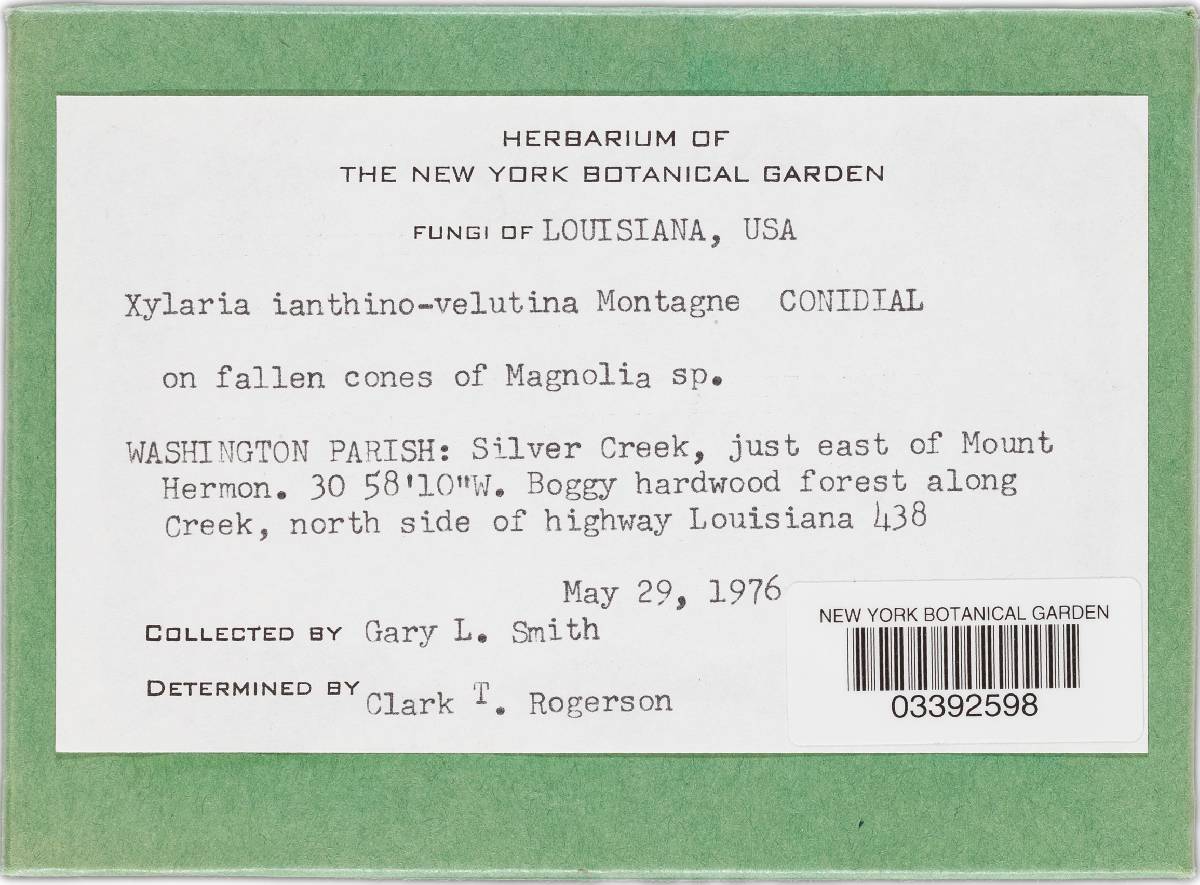 HERBARIUM OF
THE NEW YORK BOTANICAL GARDEN
FUNGI OF LOUISIANA, USA
Xylaria ianthino-velutina Montagne CONIDIAL
on fallen cones of Magnolia sp.
WASHINGTON PARISH: Silver Creek, just east of Mount
Hermon. 30 58'10"W. Boggy hardwood forest along
Creek, north side of highway Louisiana 438
May 29, 1976
COLLECTED BY Gary L. Smith
DETERMINED BY Clark T. Rogerson
NEW YORK BOTANICAL GARDEN
03392598